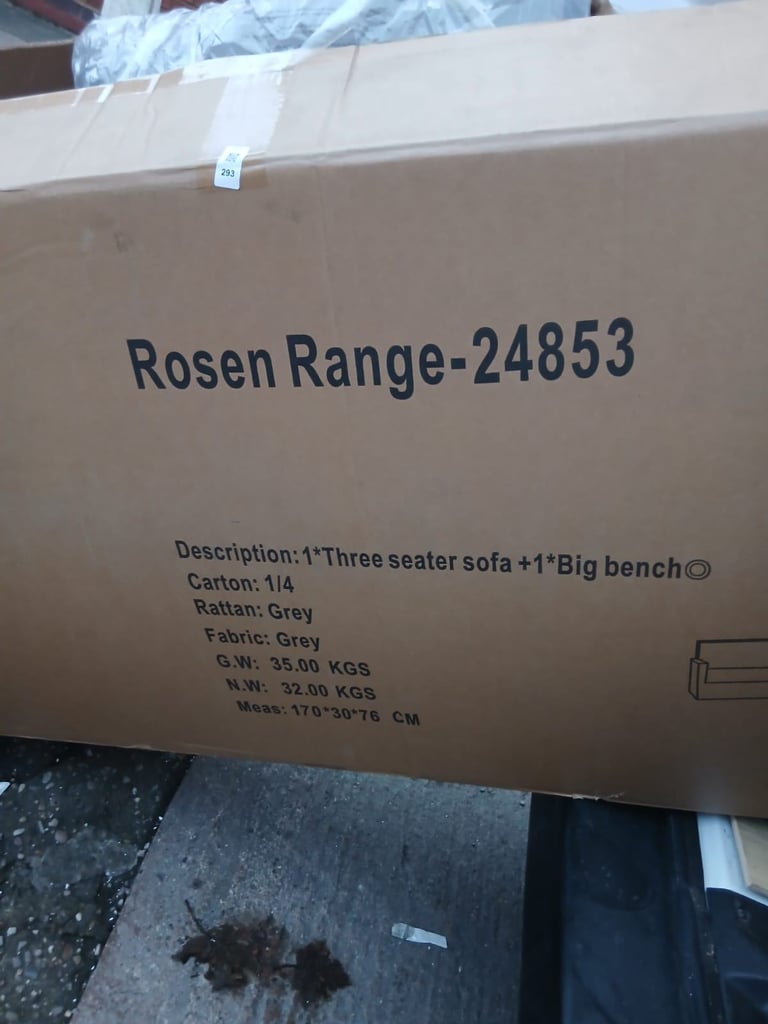 293
Rosen Range-24853
Description: 1*Three seater sofa +1*Big bench◎
Carton: 1/4
Rattan: Grey
Fabric: Grey
G.W: 35.00 KGS
N.W: 32.00 KGS
Meas: 170*30*76 CM